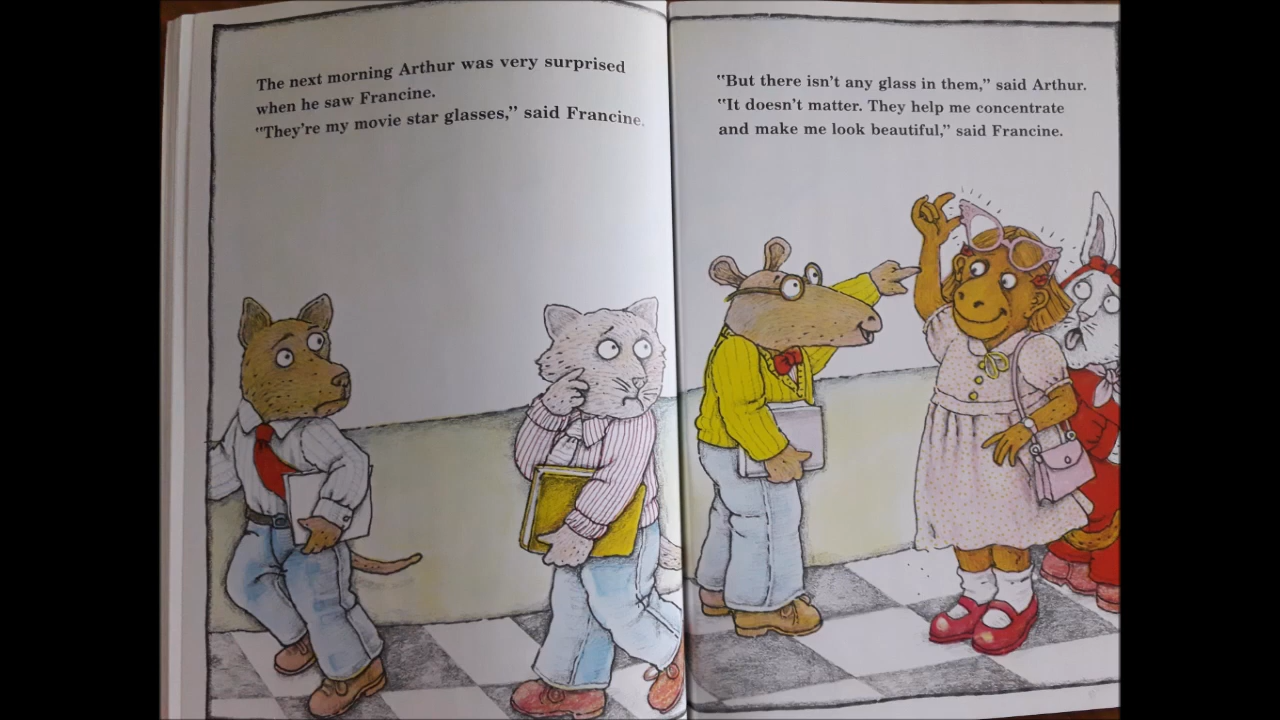 The next morning Arthur was very surprised
when he saw Francine.
"They're my movie star glasses," said Francine.
"But there isn't any glass in them," said Arthur.
"It doesn't matter. They help me concentrate
and make me look beautiful," said Francine.